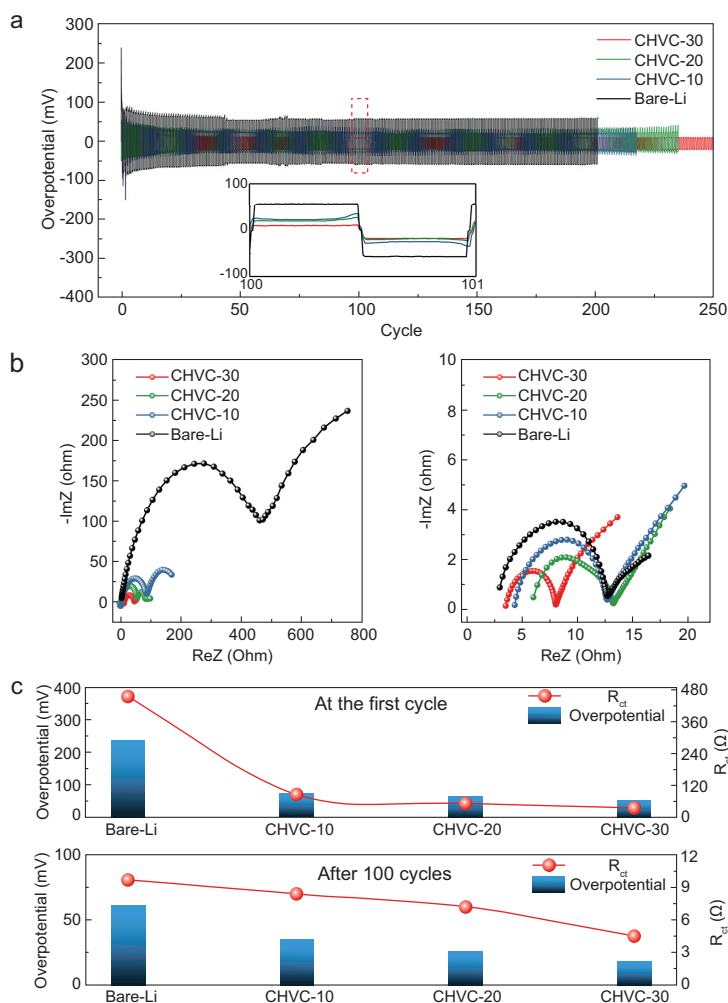 a
300
200
100
0
-100
-200
-300
-400
Overpotential (mV)
CHVC-30
CHVC-20
CHVC-10
Bare-Li
100
0
-100
100
101
0
50
100
150
200
250
Cycle
b
300
250
200
150
100
50
0
-ImZ (ohm)
CHVC-30
CHVC-20
CHVC-10
Bare-Li
0
200
400
600
800
ReZ (Ohm)
10
8
6
4
2
0
-ImZ (ohm)
CHVC-30
CHVC-20
CHVC-10
Bare-Li
0
5
10
15
20
ReZ (Ohm)
c
400
300
200
100
0
Overpotential (mV)
At the first cycle
Rct
Overpotential
480
360
240
120
0
Rct (Ω)
Bare-Li
CHVC-10
CHVC-20
CHVC-30
100
50
0
Overpotential (mV)
After 100 cycles
Rct
Overpotential
12
9
6
3
0
Rct (Ω)
Bare-Li
CHVC-10
CHVC-20
CHVC-30